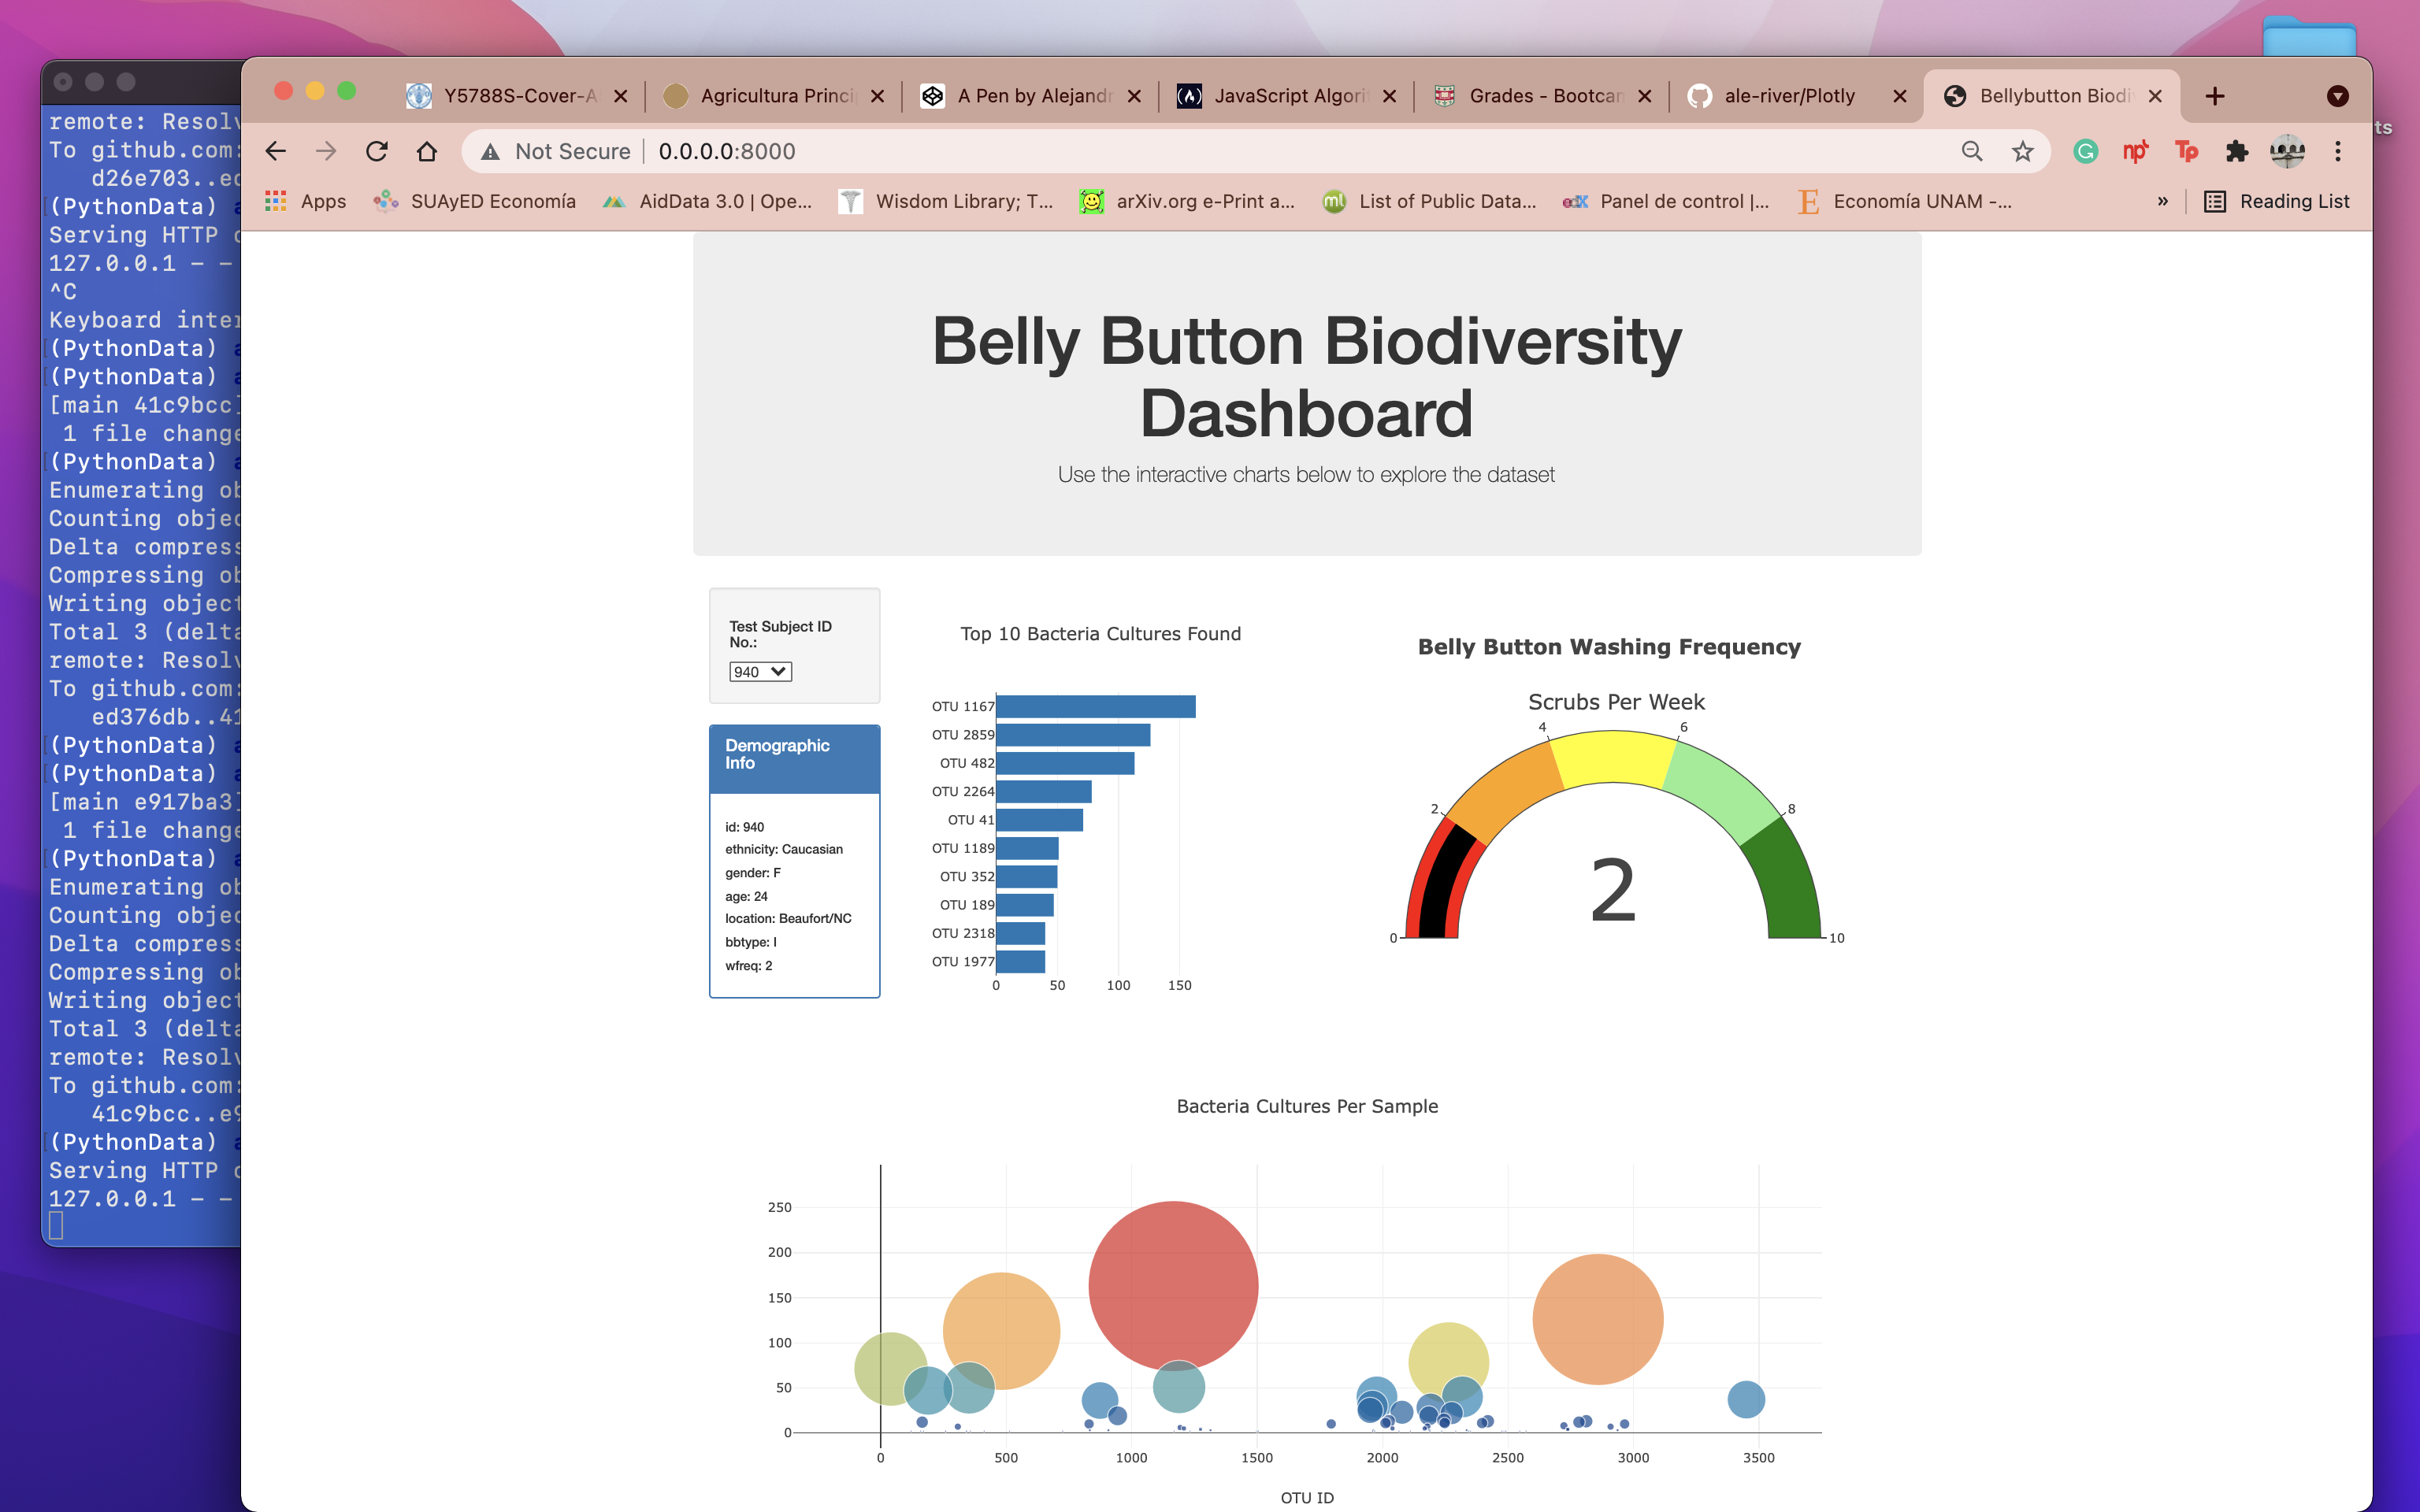 remote: Resolv
To github.com:
d26e703..ed
(PythonData) a
Serving HTTP o
127.0.0.1 - -
^C
Keyboard inter
(PythonData) a
(PythonData) a
[main 41c9bcc]
1 file change
(PythonData) a
Enumerating ob
Counting objec
Delta compress
Compressing ob
Writing object
Total 3 (delta
remote: Resolv
To github.com:
ed376db..41
(PythonData) a
(PythonData) a
[main e917ba3]
1 file change
(PythonData) a
Enumerating ob
Counting objec
Delta compress
Compressing ob
Writing object
Total 3 (delta
remote: Resolv
To github.com:
41c9bcc..e9
(PythonData) a
Serving HTTP o
127.0.0.1 - -
Y5788S-Cover-A
Agricultura Princip
A Pen by Alejandr
JavaScript Algori
Grades - Bootcam
ale-river/Plotly
Bellybutton Biodi
ts
Not Secure
0.0.0.0:8000
Apps
SUAyED Economía
AidData 3.0 | Ope...
Wisdom Library; T...
arXiv.org e-Print a...
List of Public Data...
Panel de control |...
Economía UNAM -...
»
Reading List
Belly Button Biodiversity
Dashboard
Use the interactive charts below to explore the dataset
Test Subject ID
No.:
940
Demographic
Info
id: 940
ethnicity: Caucasian
gender: F
age: 24
location: Beaufort/NC
bbtype: I
wfreq: 2
Top 10 Bacteria Cultures Found
OTU 1167
OTU 2859
OTU 482
OTU 2264
OTU 41
OTU 1189
OTU 352
OTU 189
OTU 2318
OTU 1977
0 50 100 150
Belly Button Washing Frequency
Scrubs Per Week
4 6
2 8
2
0 10
Bacteria Cultures Per Sample
250
200
150
100
50
0
0 500 1000 1500 2000 2500 3000 3500
OTU ID